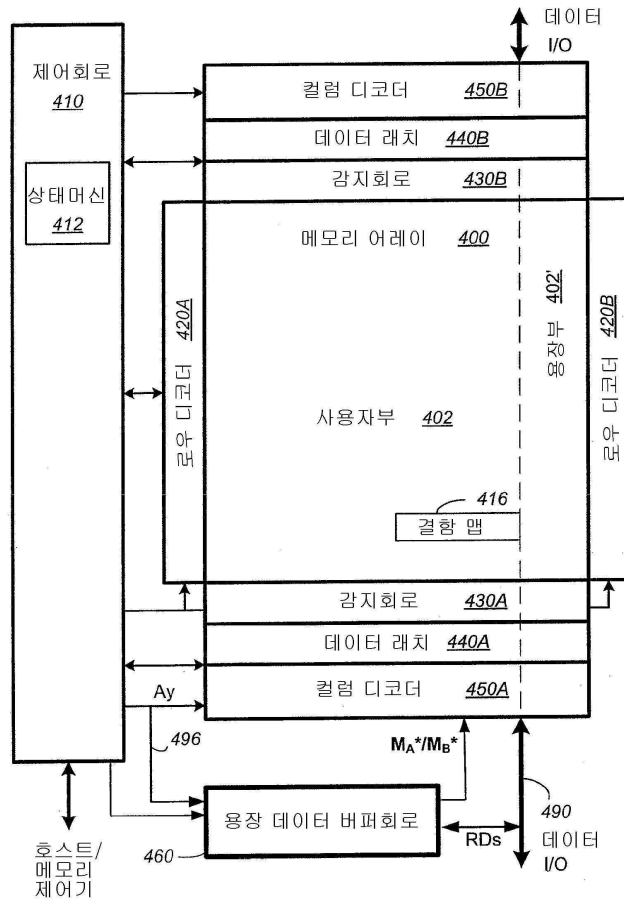 데이터
I/O
제어회로
410
상태머신
412
컬럼 디코더 450B
데이터 래치 440B
감지회로 430B
메모리 어레이 400
로우 디코더 420A
용장부 402'
로우 디코더 420B
사용자부 402
416
결함 맵
감지회로 430A
데이터 래치 440A
컬럼 디코더 450A
Ay
496
MA*/MB*
490
용장 데이터 버퍼회로
460
RDs
데이터
I/O
호스트/
메모리
제어기